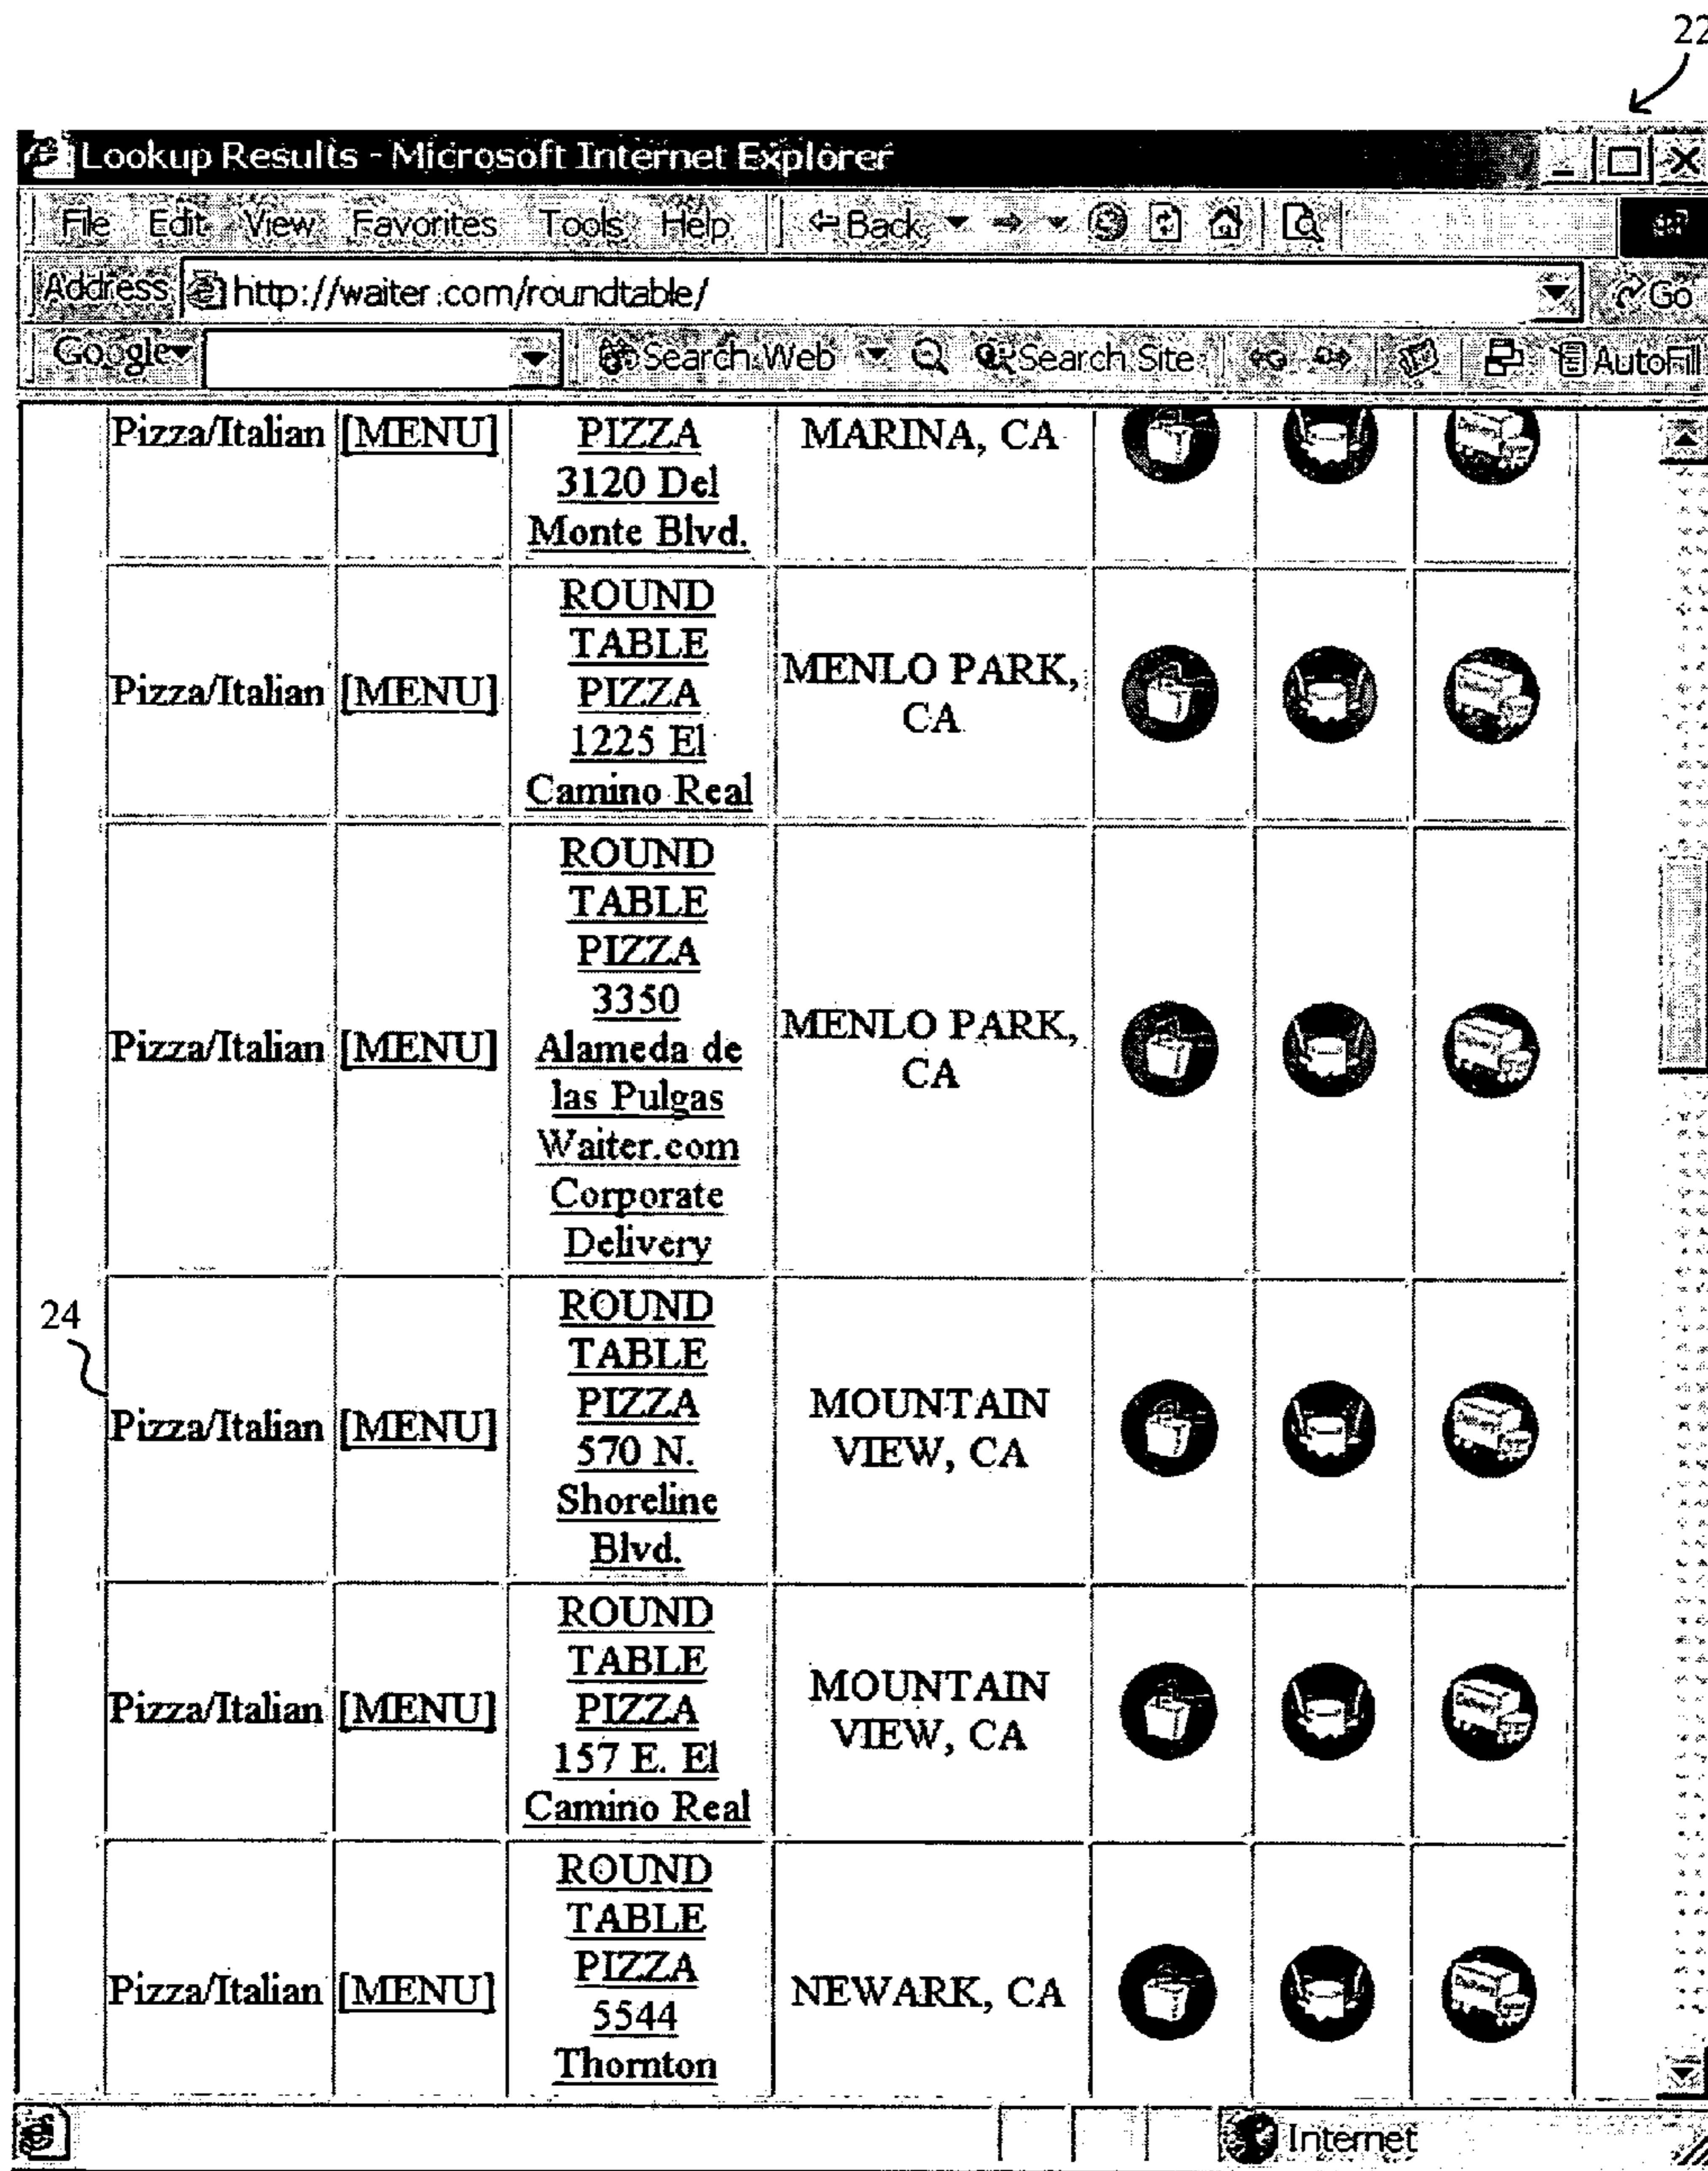 22
Lookup Results - Microsoft Internet Explorer
File Edit View Favorites Tools Help Back
Address http://waiter.com/roundtable/ Go
Google Search Web Search Site AutoFill
Pizza/Italian [MENU] PIZZA MARINA, CA
3120 Del
Monte Blvd.
ROUND
TABLE
Pizza/Italian [MENU] PIZZA MENLO PARK, CA
1225 El
Camino Real
ROUND
TABLE
PIZZA
3350
Pizza/Italian [MENU] Alameda de MENLO PARK, CA
las Pulgas
Waiter.com
Corporate
Delivery
24
ROUND
TABLE
Pizza/Italian [MENU] PIZZA MOUNTAIN VIEW, CA
570 N.
Shoreline
Blvd.
ROUND
TABLE
Pizza/Italian [MENU] PIZZA MOUNTAIN VIEW, CA
157 E. El
Camino Real
ROUND
TABLE
Pizza/Italian [MENU] PIZZA NEWARK, CA
5544
Thornton
Internet